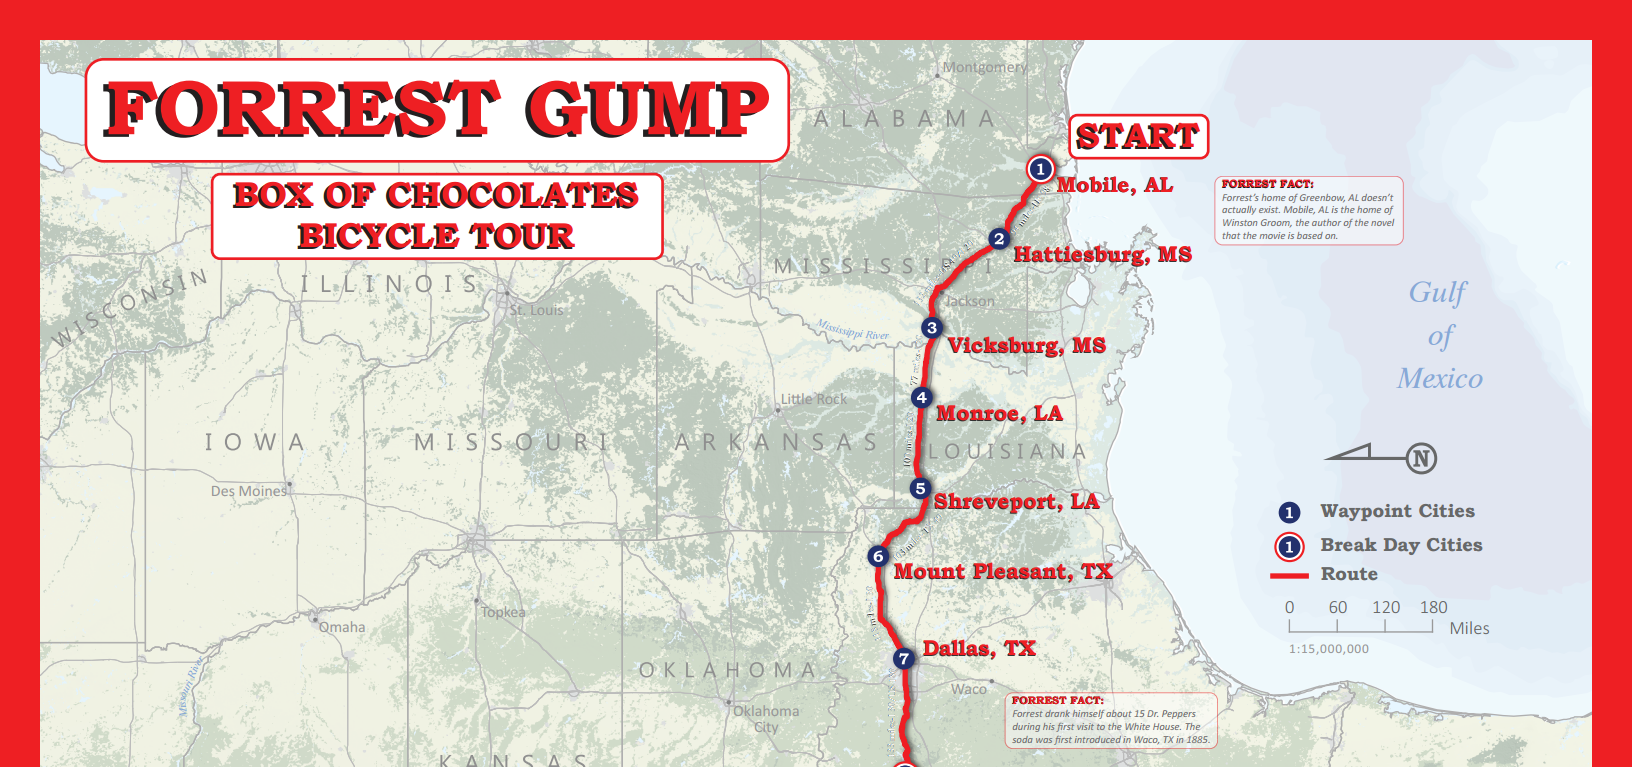 FORREST GUMP
BOX OF CHOCOLATES
BICYCLE TOUR
Montgomery
ALABAMA
START
1
Mobile, AL
FORREST FACT:
Forrest's home of Greenbow, AL doesn't
actually exist. Mobile, AL is the home of
Winston Groom, the author of the novel
that the movie is based on.
2
Hattiesburg, MS
MISSISSIPPI
WISCONSIN
ILLINOIS
St. Louis
Jackson
Mississippi River
3
Vicksburg, MS
Gulf
of
Mexico
Little Rock
4
Monroe, LA
IOWA
MISSOURI
ARKANSAS
LOUISIANA
N
Des Moines
5
Shreveport, LA
1 Waypoint Cities
1 Break Day Cities
Route
6
Mount Pleasant, TX
0 60 120 180
Miles
1:15,000,000
Topkea
Omaha
Missouri River
7
Dallas, TX
OKLAHOMA
Waco
Oklahoma
City
FORREST FACT:
Forrest drank himself about 15 Dr. Peppers
during his first visit to the White House. The
soda was first introduced in Waco, TX in 1885.
KANSAS